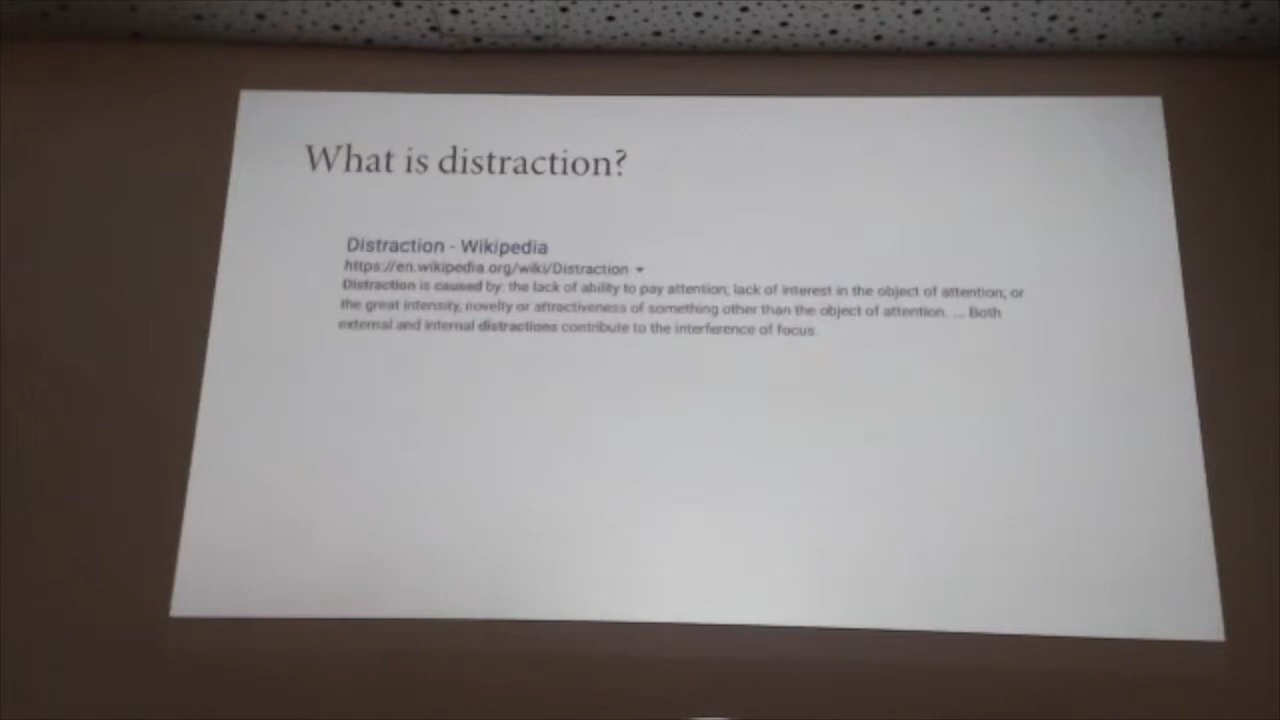 What is distraction?
Distraction - Wikipedia
https://en.wikipedia.org/wiki/Distraction
Distraction is caused by: the lack of ability to pay attention; lack of interest in the object of attention; or
the great intensity, novelty or attractiveness of something other than the object of attention. ... Both
external and internal distractions contribute to the interference of focus.